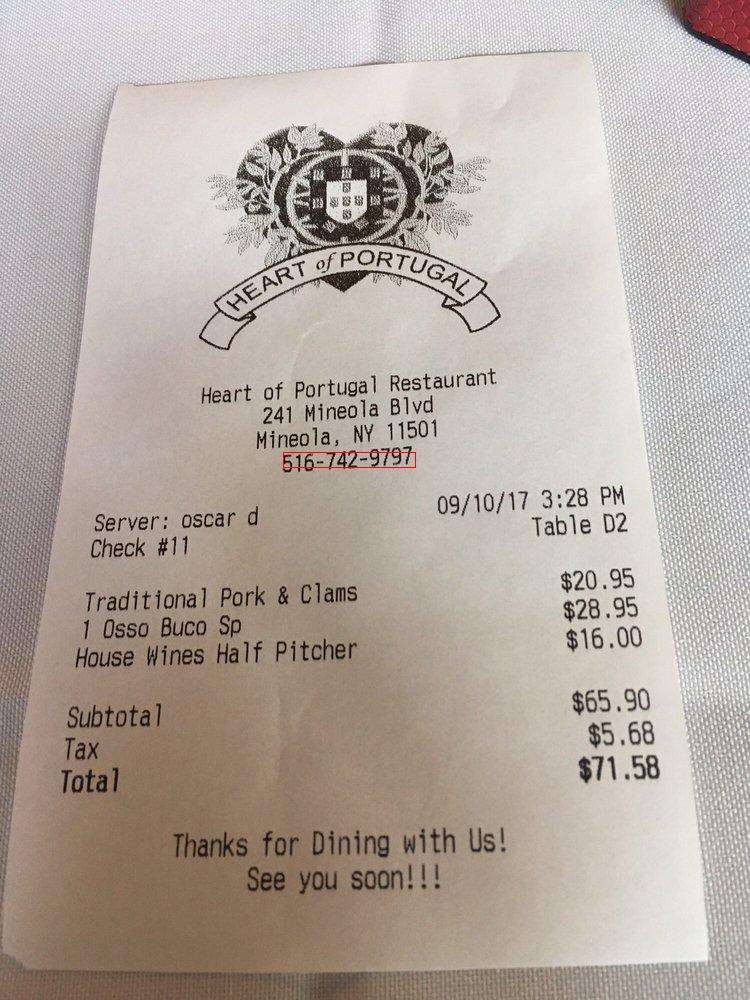 HEART of PORTUGAL
Heart of Portugal Restaurant
241 Mineola Blvd
Mineola, NY 11501
516-742-9797
09/10/17 3:28 PM
Server: oscar d
Table D2
Check #11
Traditional Pork & Clams $20.95
1 Osso Buco Sp $28.95
House Wines Half Pitcher $16.00
Subtotal $65.90
Tax $5.68
Total $71.58
Thanks for Dining with Us!
See you soon!!!